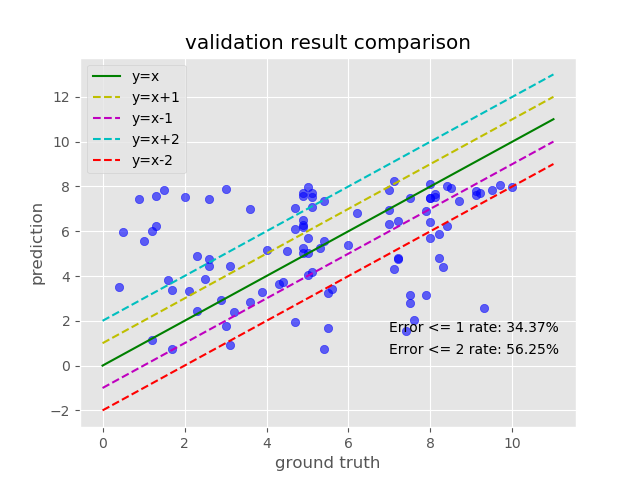 validation result comparison
y=x
y=x+1
y=x-1
y=x+2
y=x-2
12
10
8
6
4
2
0
−2
prediction
Error <= 1 rate: 34.37%
Error <= 2 rate: 56.25%
0 2 4 6 8 10
ground truth